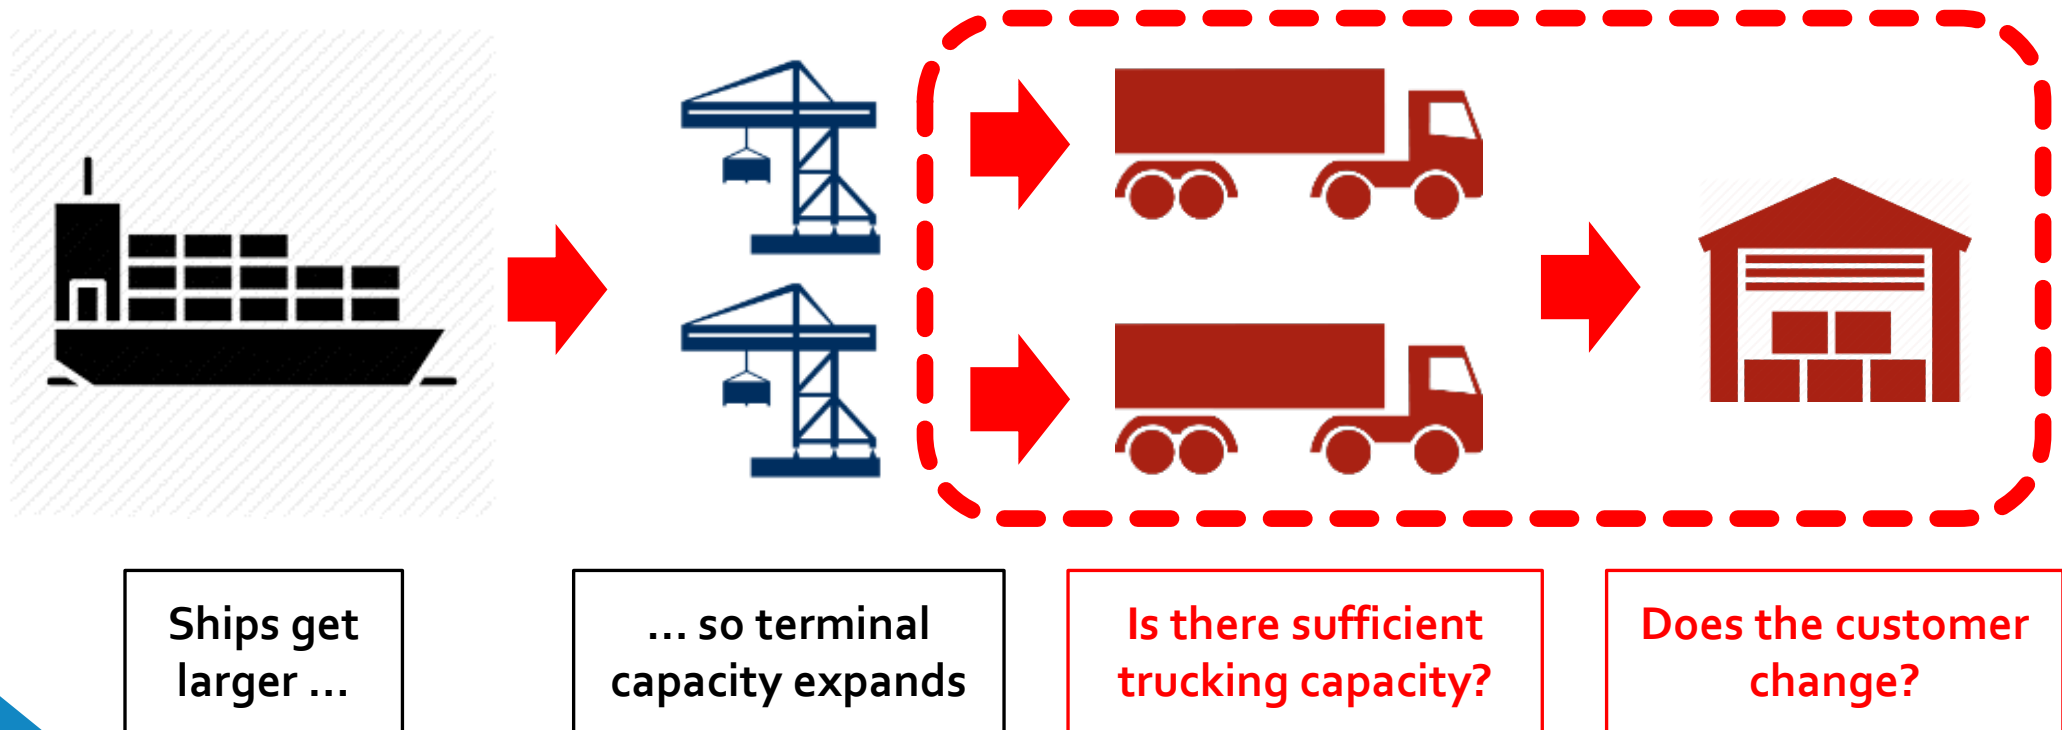 Ships get
larger ...
... so terminal
capacity expands
Is there sufficient
trucking capacity?
Does the customer
change?